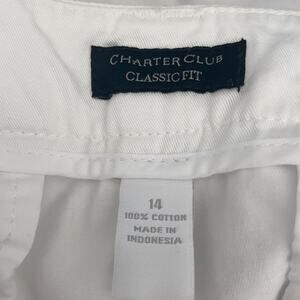 CHARTER CLUB
CLASSIC FIT
14
100% COTTON
MADE IN
INDONESIA